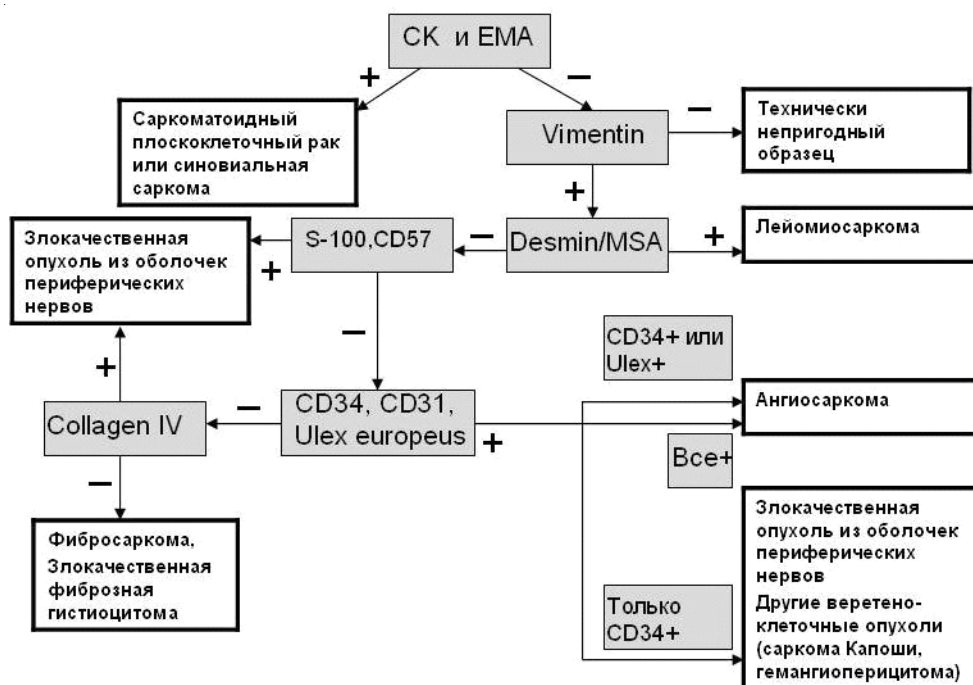 CK и EMA
+
−
Саркоматоидный
плоскоклеточный рак
или синовиальная
саркома
Vimentin
−
Технически
непригодный
образец
+
Злокачественная
опухоль из оболочек
периферических
нервов
+
S-100,CD57
−
Desmin/MSA
+
Лейомиосаркома
−
CD34+ или
Ulex+
+
Collagen IV
−
CD34, CD31,
Ulex europeus
+
Ангиосаркома
Все+
−
Фибросаркома,
Злокачественная
фиброзная
гистиоцитома
Только
CD34+
Злокачественная
опухоль из оболочек
периферических
нервов
Другие веретено-
клеточные опухоли
(саркома Капоши,
гемангиоперицитома)